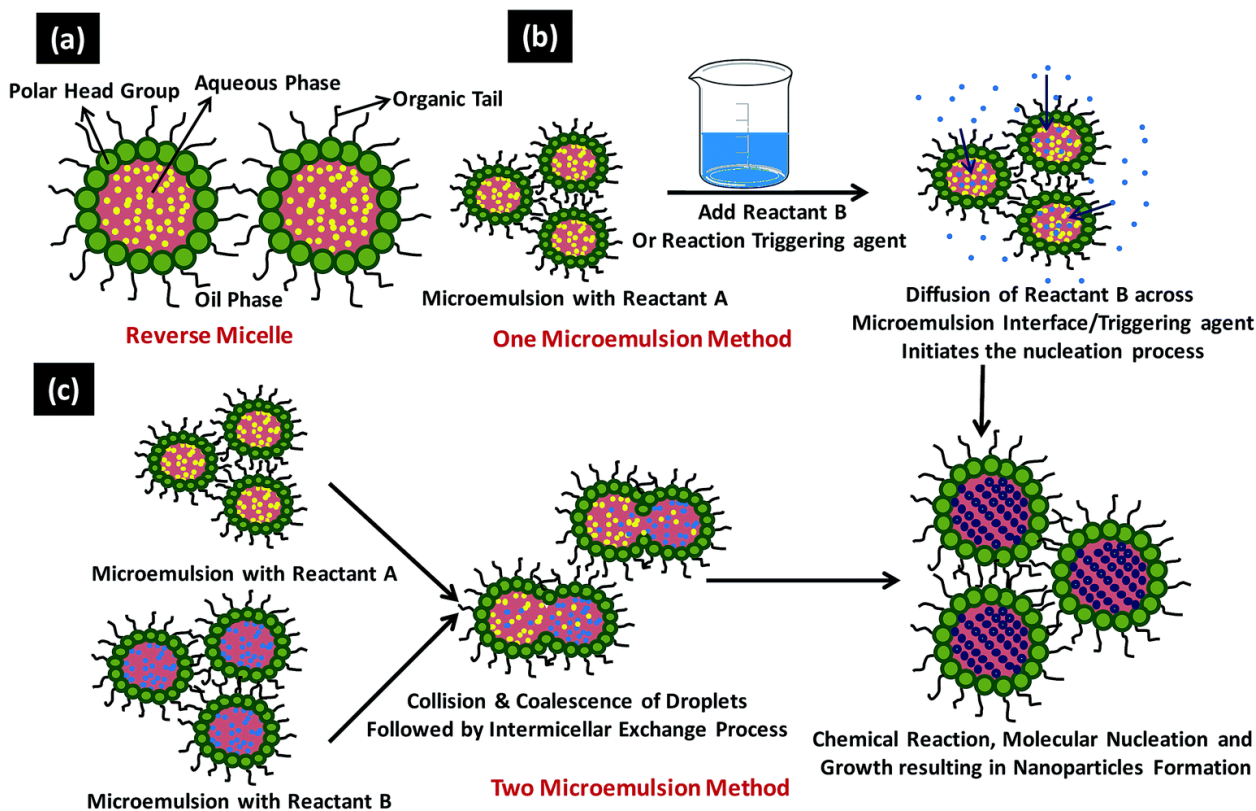 (a)
Polar Head Group
Aqueous Phase
Organic Tail
Oil Phase
Reverse Micelle
(b)
Add Reactant B
Or Reaction Triggering agent
Microemulsion with Reactant A
One Microemulsion Method
Diffusion of Reactant B across
Microemulsion Interface/Triggering agent
Initiates the nucleation process
(c)
Microemulsion with Reactant A
Microemulsion with Reactant B
Collision & Coalescence of Droplets
Followed by Intermicellar Exchange Process
Two Microemulsion Method
Chemical Reaction, Molecular Nucleation and
Growth resulting in Nanoparticles Formation